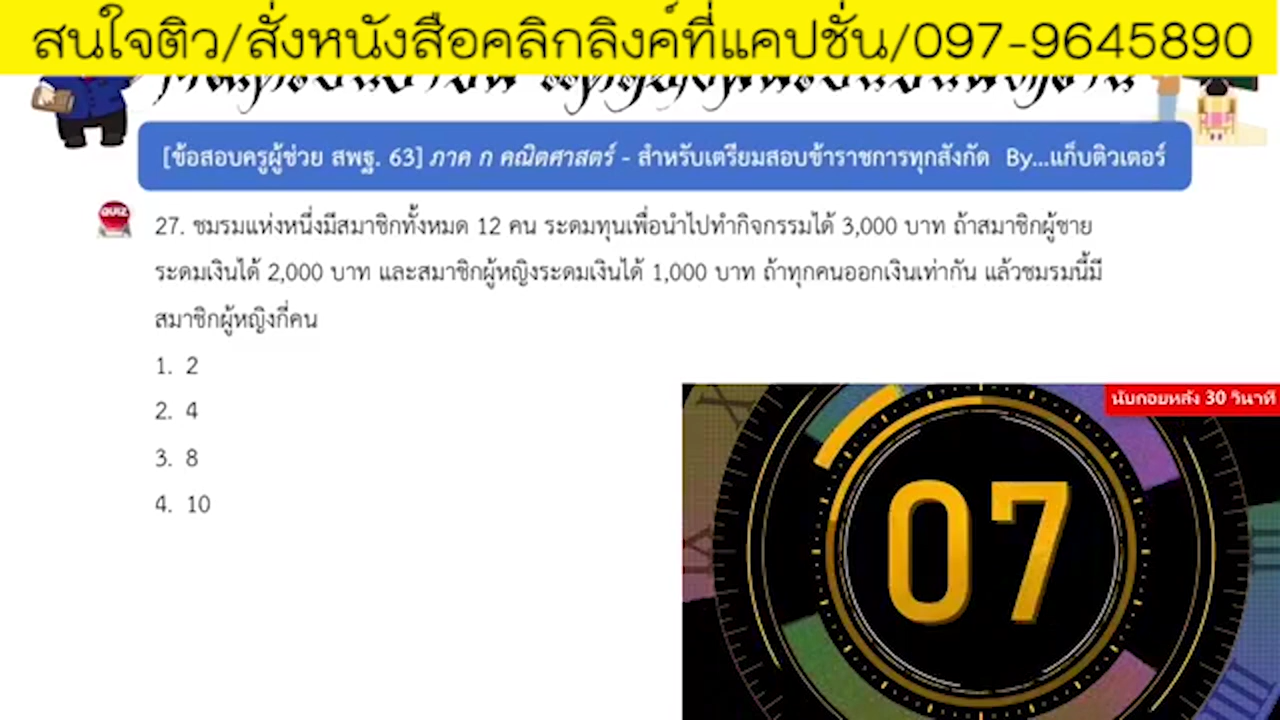 สนใจติว/สั่งหนังสือคลิกลิงค์ที่แคปชั่น/097-9645890
[ข้อสอบครูผู้ช่วย สพฐ. 63] ภาค ก คณิตศาสตร์ - สำหรับเตรียมสอบข้าราชการทุกสังกัด By...แก็บติวเตอร์
QUIZ
27. ชมรมแห่งหนึ่งมีสมาชิกทั้งหมด 12 คน ระดมทุนเพื่อนำไปทำกิจกรรมได้ 3,000 บาท ถ้าสมาชิกผู้ชาย
ระดมเงินได้ 2,000 บาท และสมาชิกผู้หญิงระดมเงินได้ 1,000 บาท ถ้าทุกคนออกเงินเท่ากัน แล้วชมรมนี้มี
สมาชิกผู้หญิงกี่คน
1. 2
2. 4
3. 8
4. 10
นับถอยหลัง 30 วินาที
07